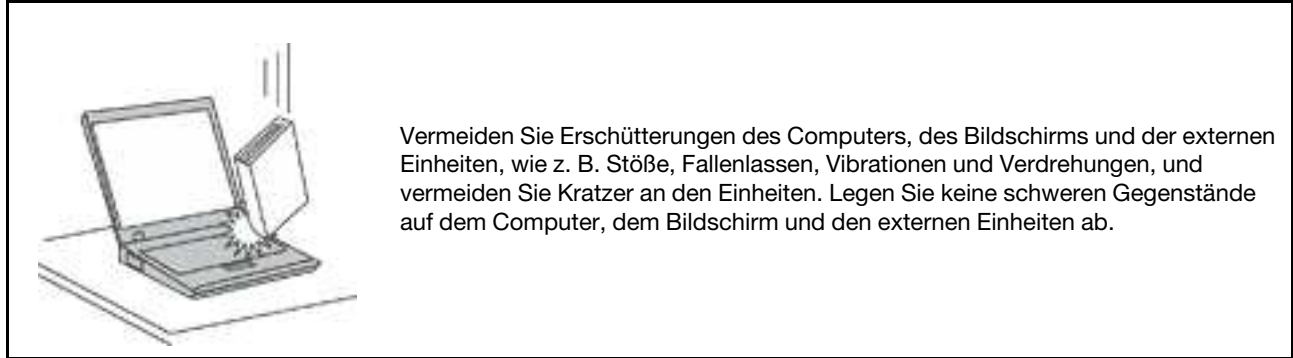 Vermeiden Sie Erschütterungen des Computers, des Bildschirms und der externen
Einheiten, wie z. B. Stöße, Fallenlassen, Vibrationen und Verdrehungen, und
vermeiden Sie Kratzer an den Einheiten. Legen Sie keine schweren Gegenstände
auf dem Computer, dem Bildschirm und den externen Einheiten ab.